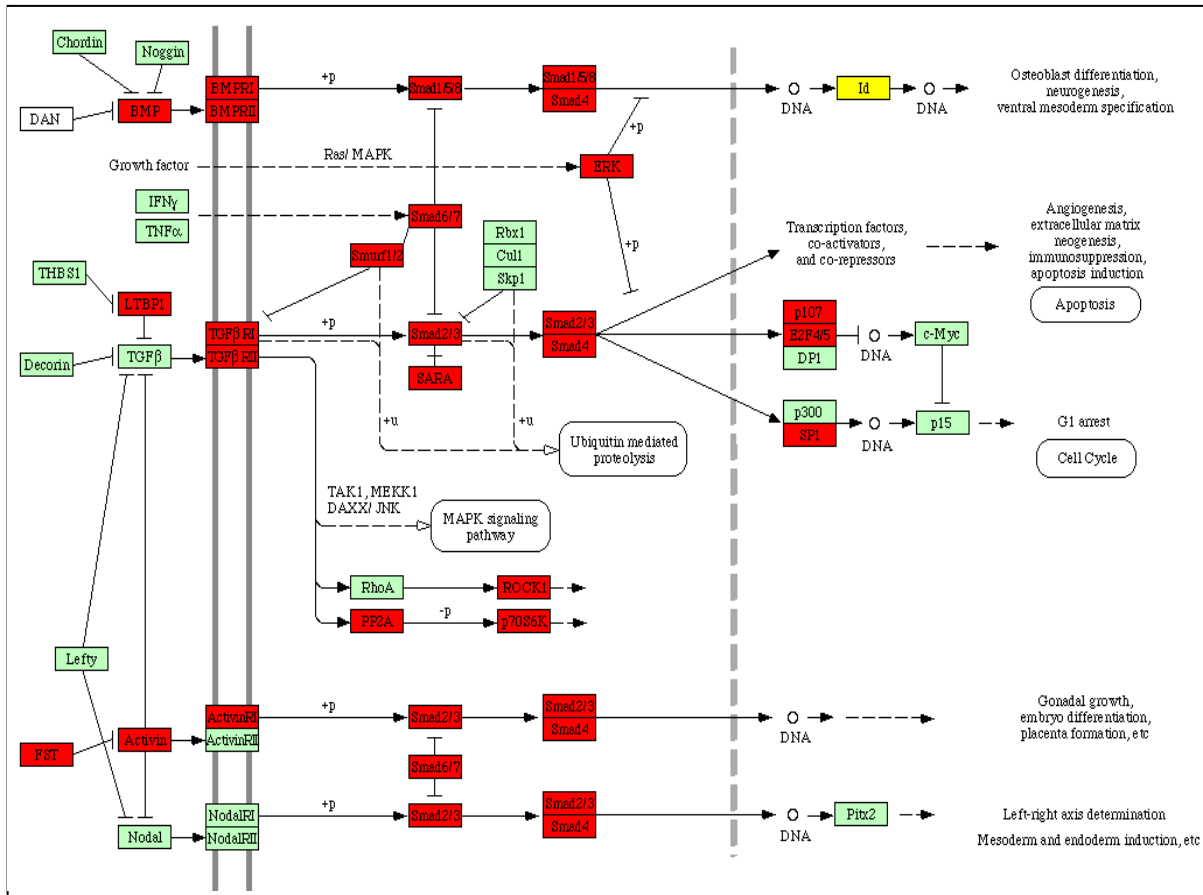 Chordin
Noggin
DAN
BMP
BMPRI
BMPRII
+p
Smad1/5/8
Smad1/5/8
Smad4
DNA
Id
DNA
Osteoblast differentiation,
neurogenesis,
ventral mesoderm specification
+p
Growth factor
Ras/ MAPK
ERK
IFNγ
TNFα
Smad6/7
Rbx1
Cul1
Skp1
+p
Transcription factors,
co-activators,
and co-repressors
Angiogenesis,
extracellular matrix
neogenesis,
immunosuppression,
apoptosis induction
Apoptosis
THBS1
LTBP1
Smurf1/2
Decorin
TGFβ
TGFβ RI
TGFβ RII
+p
Smad2/3
SARA
Smad2/3
Smad4
p107
E2F4/5
DP1
DNA
c-Myc
p300
SP1
DNA
p15
G1 arrest
Cell Cycle
+u
+u
Ubiquitin mediated
proteolysis
TAK1, MEKK1
DAXX/ JNK
MAPK signaling
pathway
RhoA
ROCK1
PP2A
-p
p70S6K
Lefty
FST
Activin
ActivinRI
ActivinRII
+p
Smad2/3
Smad2/3
Smad4
DNA
Gonadal growth,
embryo differentiation,
placenta formation, etc
Smad6/7
Nodal
NodalRI
NodalRII
+p
Smad2/3
Smad2/3
Smad4
DNA
Pitx2
Left-right axis determination
Mesoderm and endoderm induction, etc